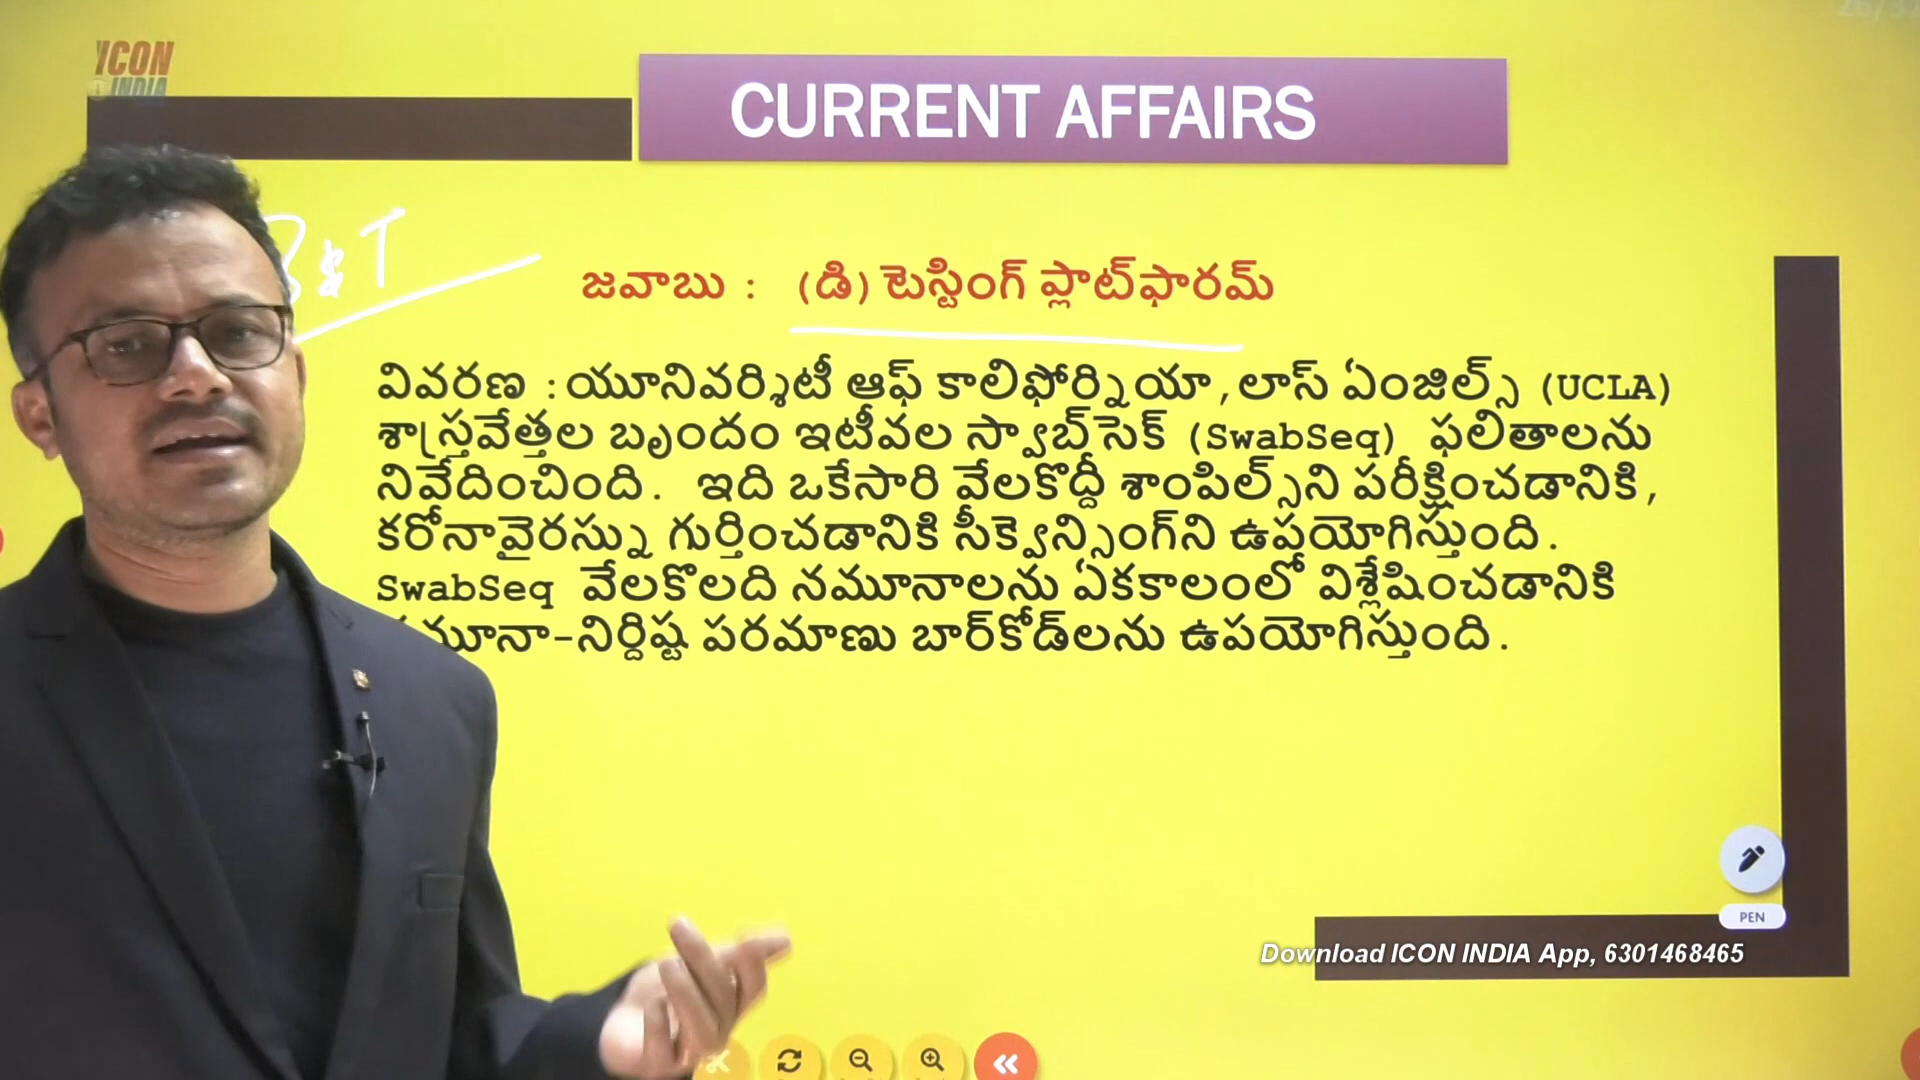 ICON
INDIA
CURRENT AFFAIRS
జవాబు : (డి) టెస్టింగ్ ప్లాట్‌ఫారమ్
వివరణ :యూనివర్శిటీ ఆఫ్ కాలిఫోర్నియా,లాస్ ఏంజిల్స్ (UCLA)
శాస్త్రవేత్తల బృందం ఇటీవల స్వాబ్‌సెక్ (SwabSeq) ఫలితాలను
నివేదించింది. ఇది ఒకేసారి వేలకొద్దీ శాంపిల్స్‌ని పరీక్షించడానికి,
కరోనావైరస్ను గుర్తించడానికి సీక్వెన్సింగ్‌ని ఉపయోగిస్తుంది.
SwabSeq వేలకొలది నమూనాలను ఏకకాలంలో విశ్లేషించడానికి
నమూనా-నిర్దిష్ట పరమాణు బార్‌కోడ్‌లను ఉపయోగిస్తుంది.
PEN
Download ICON INDIA App, 6301468465